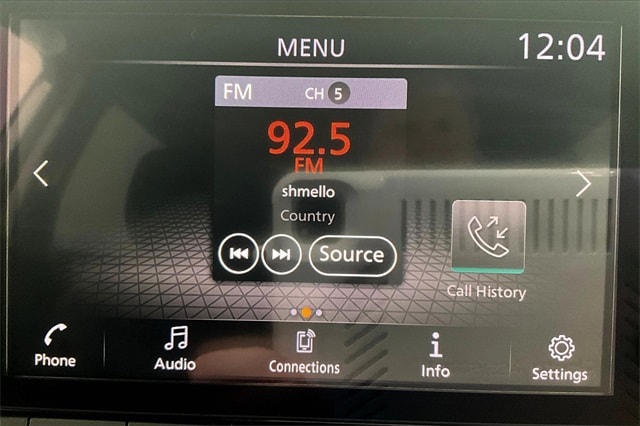 MENU
12:04
FM CH 5
92.5
FM
shmello
Country
Source
Call History
Phone
Audio
Connections
Info
Settings